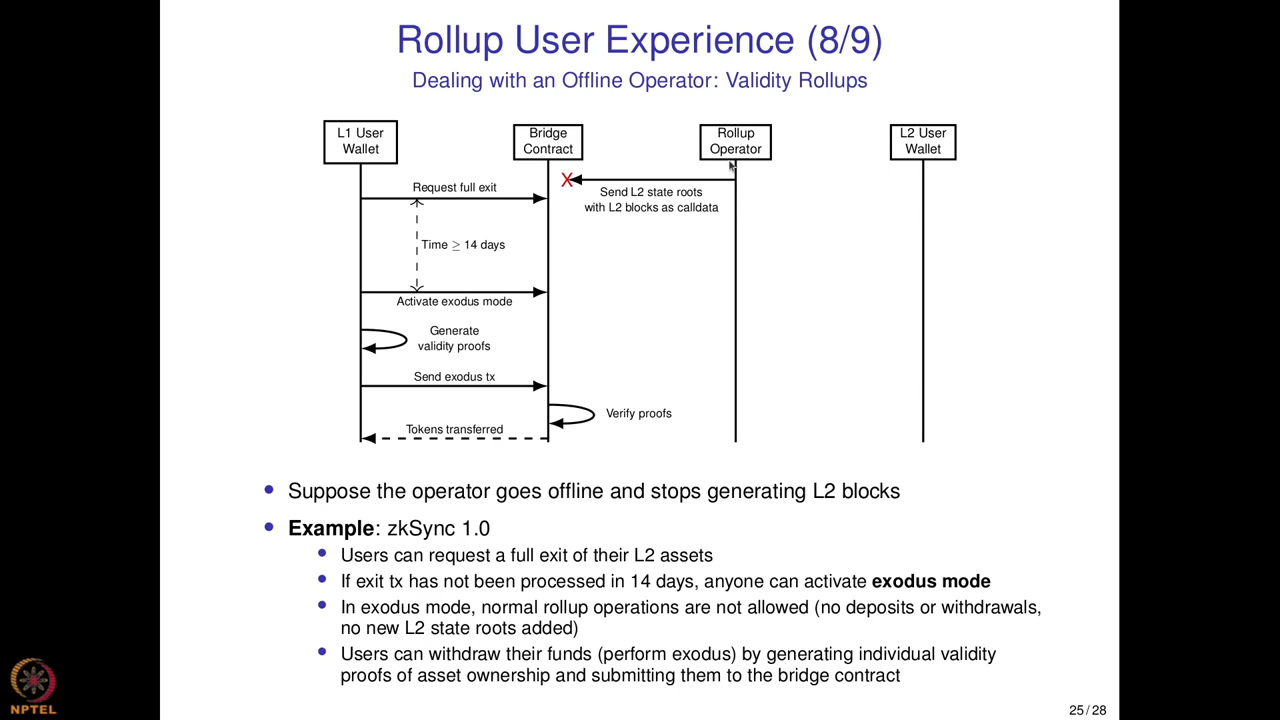 Rollup User Experience (8/9)
Dealing with an Offline Operator: Validity Rollups
L1 User
Wallet
Bridge
Contract
Rollup
Operator
L2 User
Wallet
X
Request full exit
Send L2 state roots
with L2 blocks as calldata
Time ≥ 14 days
Activate exodus mode
Generate
validity proofs
Send exodus tx
Verify proofs
Tokens transferred
• Suppose the operator goes offline and stops generating L2 blocks
• Example: zkSync 1.0
• Users can request a full exit of their L2 assets
• If exit tx has not been processed in 14 days, anyone can activate exodus mode
• In exodus mode, normal rollup operations are not allowed (no deposits or withdrawals,
no new L2 state roots added)
• Users can withdraw their funds (perform exodus) by generating individual validity
proofs of asset ownership and submitting them to the bridge contract
NPTEL
25 / 28